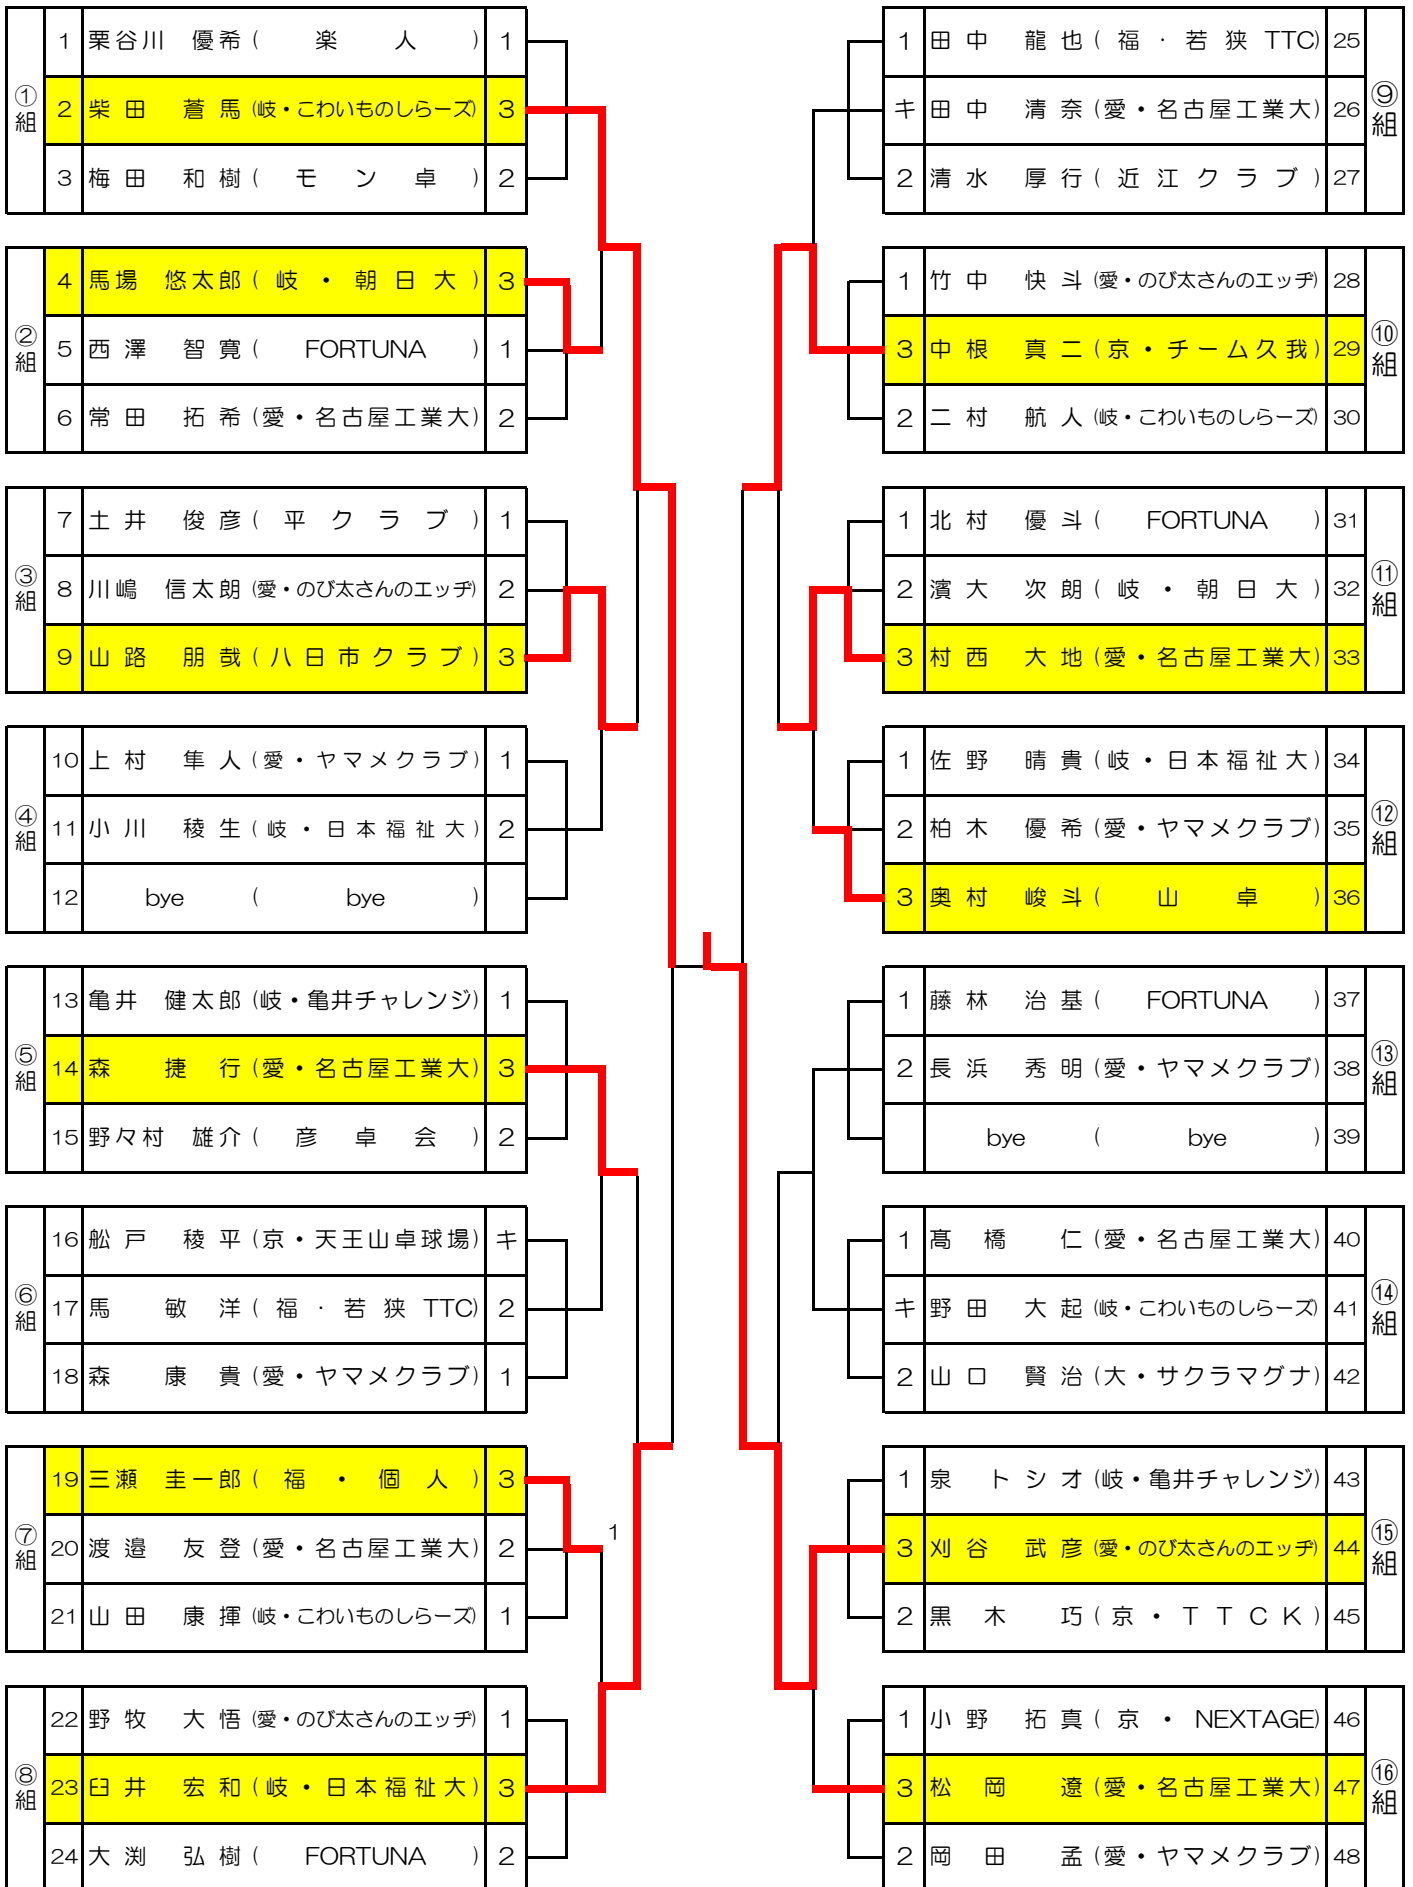 ①組
1 栗谷川 優希 ( 楽 人 ) 1
2 柴田 蒼馬 (岐・こわいものしらーズ) 3
3 梅田 和樹 ( モン卓 ) 2
②組
4 馬場 悠太郎 ( 岐・朝日大 ) 3
5 西澤 智寛 ( FORTUNA ) 1
6 常田 拓希 (愛・名古屋工業大) 2
③組
7 土井 俊彦 ( 平クラブ ) 1
8 川嶋 信太朗 (愛・のび太さんのエッヂ) 2
9 山路 朋哉 (八日市クラブ) 3
④組
10 上村 隼人 (愛・ヤマメクラブ) 1
11 小川 稜生 (岐・日本福祉大) 2
12 bye ( bye )
⑤組
13 亀井 健太郎 (岐・亀井チャレンジ) 1
14 森 捷行 (愛・名古屋工業大) 3
15 野々村 雄介 ( 彦卓会 ) 2
⑥組
16 舩戸 稜平 (京・天王山卓球場) キ
17 馬 敏洋 ( 福・若狭 TTC) 2
18 森 康貴 (愛・ヤマメクラブ) 1
⑦組
19 三瀬 圭一郎 ( 福・個人 ) 3
20 渡邉 友登 (愛・名古屋工業大) 2
21 山田 康揮 (岐・こわいものしらーズ) 1
1
⑧組
22 野牧 大悟 (愛・のび太さんのエッヂ) 1
23 臼井 宏和 (岐・日本福祉大) 3
24 大渕 弘樹 ( FORTUNA ) 2
1 田中 龍也 ( 福・若狭 TTC) 25
キ 田中 清奈 (愛・名古屋工業大) 26
2 清水 厚行 ( 近江クラブ ) 27
⑨組
1 竹中 快斗 (愛・のび太さんのエッヂ) 28
3 中根 真二 (京・チーム久我) 29
2 二村 航人 (岐・こわいものしらーズ) 30
⑩組
1 北村 優斗 ( FORTUNA ) 31
2 濱大 次朗 ( 岐・朝日大 ) 32
3 村西 大地 (愛・名古屋工業大) 33
⑪組
1 佐野 晴貴 (岐・日本福祉大) 34
2 柏木 優希 (愛・ヤマメクラブ) 35
3 奥村 峻斗 ( 山卓 ) 36
⑫組
1 藤林 治基 ( FORTUNA ) 37
2 長浜 秀明 (愛・ヤマメクラブ) 38
bye ( bye ) 39
⑬組
1 髙橋 仁 (愛・名古屋工業大) 40
キ 野田 大起 (岐・こわいものしらーズ) 41
2 山口 賢治 (大・サクラマグナ) 42
⑭組
1 泉 トシオ (岐・亀井チャレンジ) 43
3 刈谷 武彦 (愛・のび太さんのエッヂ) 44
2 黒木 巧 (京・TTCK) 45
⑮組
1 小野 拓真 ( 京・NEXTAGE) 46
3 松岡 遼 (愛・名古屋工業大) 47
2 岡田 孟 (愛・ヤマメクラブ) 48
⑯組